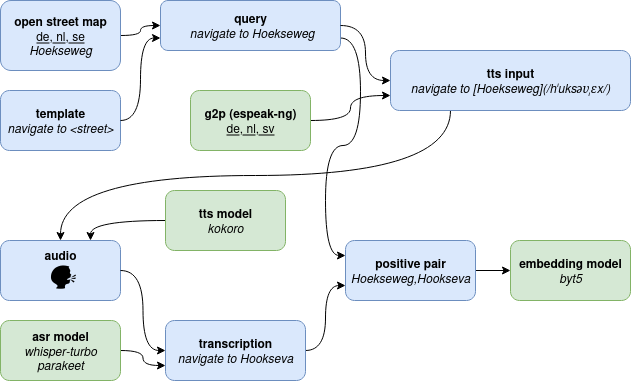 open street map
de, nl, se
Hoekseweg
query
navigate to Hoekseweg
tts input
navigate to [Hoekseweg](/hˈuksəʊˌɛx/)
template
navigate to <street>
g2p (espeak-ng)
de, nl, sv
tts model
kokoro
audio
positive pair
Hoekseweg,Hookseva
embedding model
byt5
asr model
whisper-turbo
parakeet
transcription
navigate to Hookseva